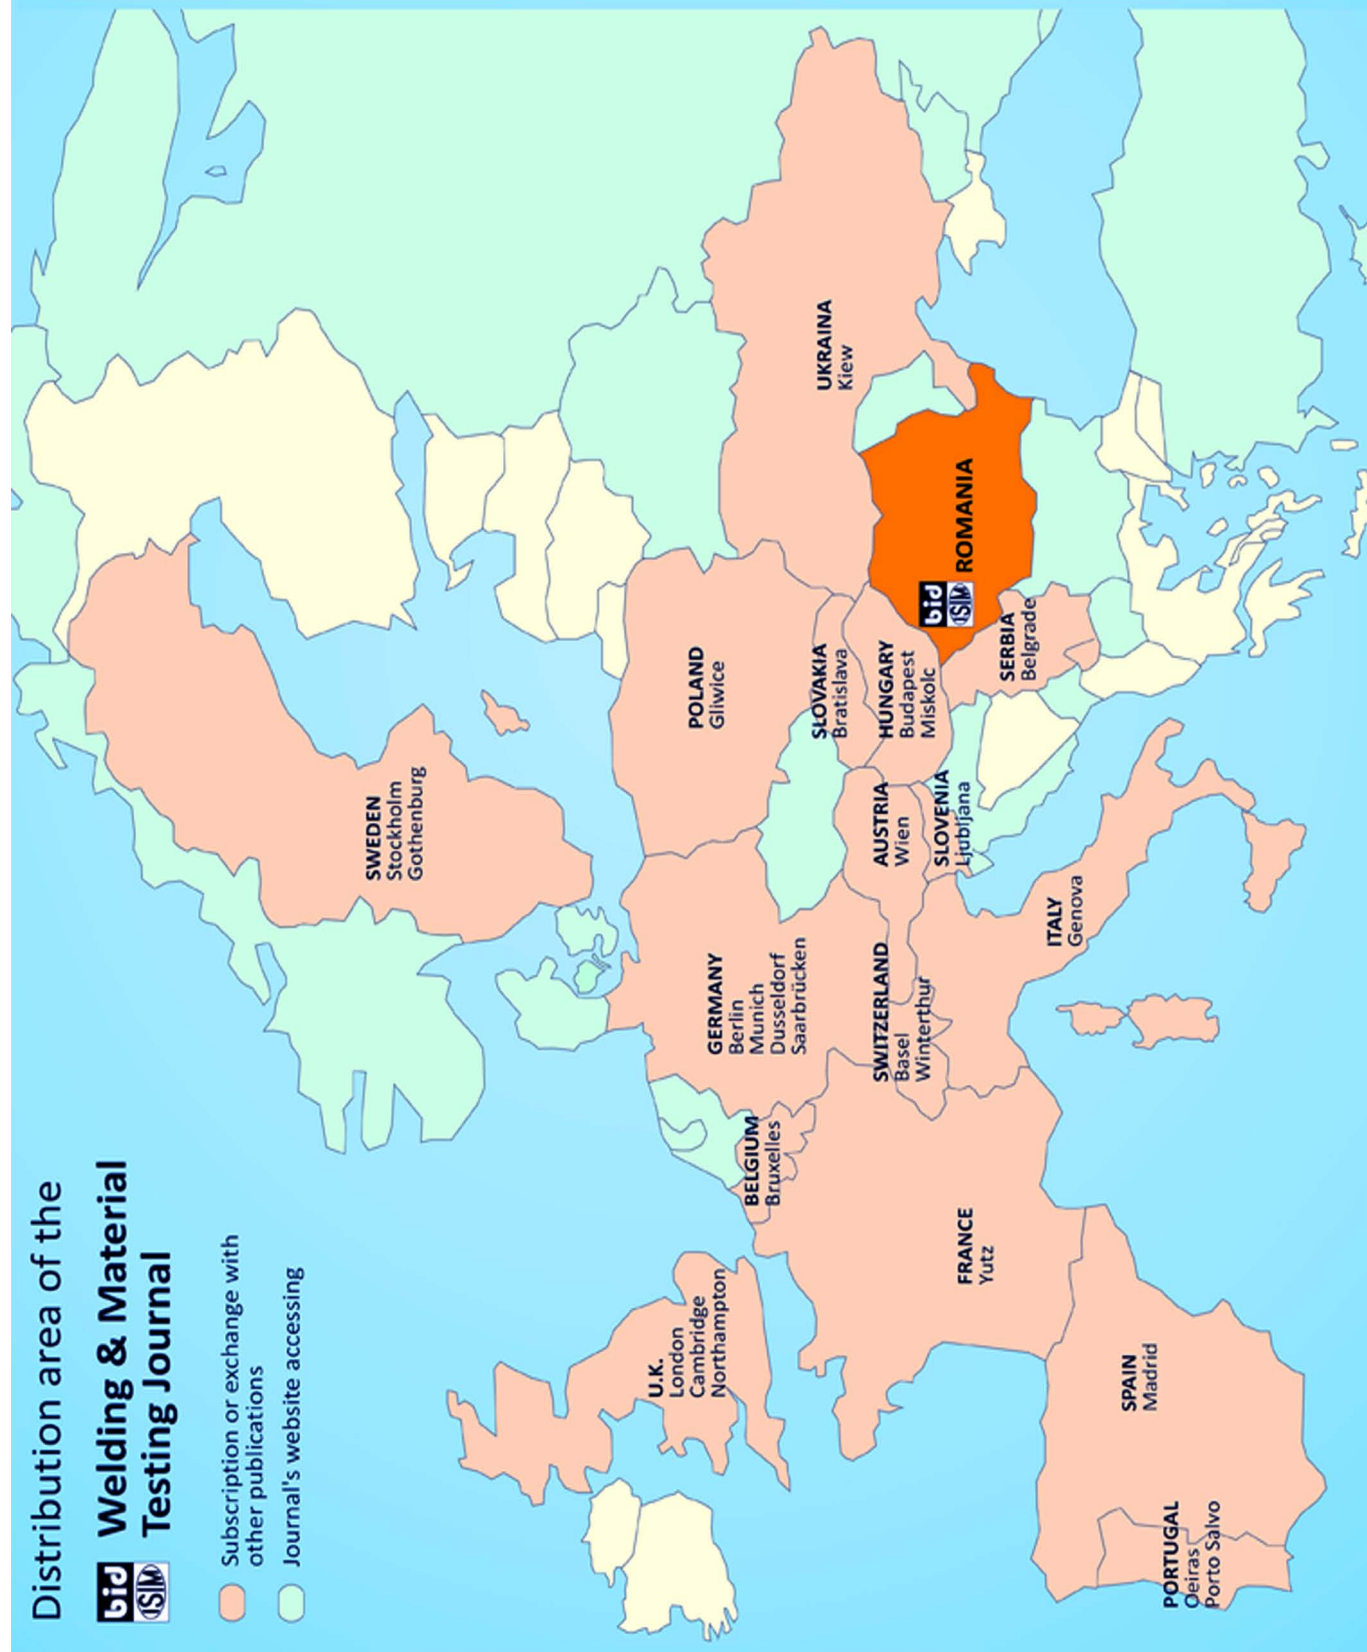 Distribution area of the
bid ISIM Welding & Material
Testing Journal
Subscription or exchange with
other publications
Journal's website accessing
SWEDEN
Stockholm
Gothenburg
U.K.
London
Cambridge
Northampton
BELGIUM
Bruxelles
GERMANY
Berlin
Munich
Dusseldorf
Saarbrücken
POLAND
Gliwice
UKRAINA
Kiew
SLOVAKIA
Bratislava
HUNGARY
Budapest
Miskolc
AUSTRIA
Wien
SWITZERLAND
Basel
Winterthur
SLOVENIA
Ljubljana
FRANCE
Yutz
bid
ISIM
ROMANIA
SERBIA
Belgrade
ITALY
Genova
SPAIN
Madrid
PORTUGAL
Oeiras
Porto Salvo